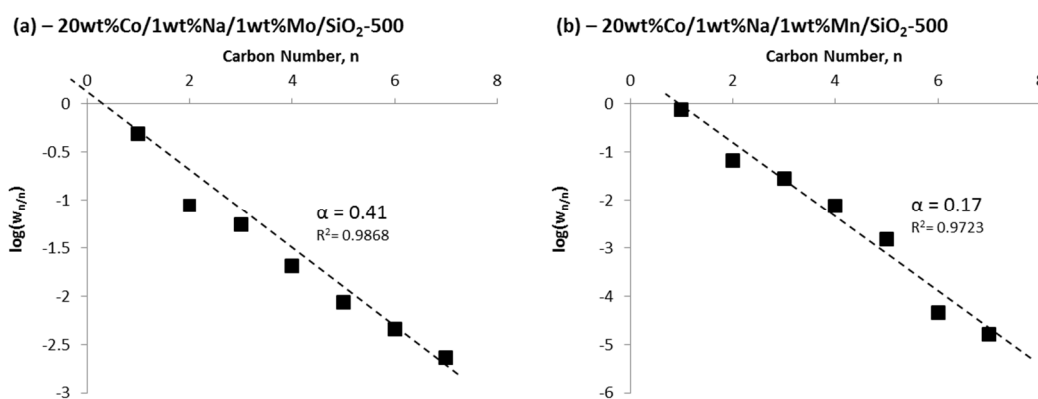 (a) – 20wt%Co/1wt%Na/1wt%Mo/SiO₂-500
Carbon Number, n
0 2 4 6 8
0
-0.5
-1
-1.5
-2
-2.5
-3
log(wₙ/ₙ)
α = 0.41
R²= 0.9868
(b) – 20wt%Co/1wt%Na/1wt%Mn/SiO₂-500
Carbon Number, n
0 2 4 6 8
0
-1
-2
-3
-4
-5
-6
log(wₙ/ₙ)
α = 0.17
R²= 0.9723